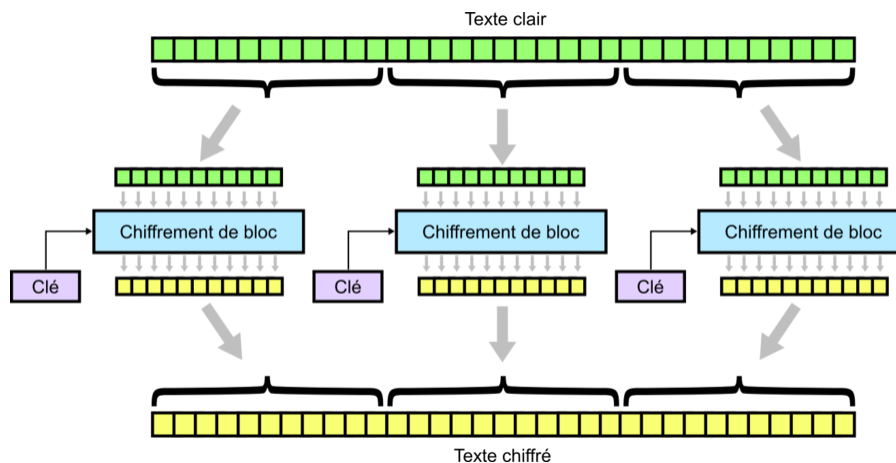 Texte clair
Chiffrement de bloc
Chiffrement de bloc
Chiffrement de bloc
Clé
Clé
Clé
Texte chiffré